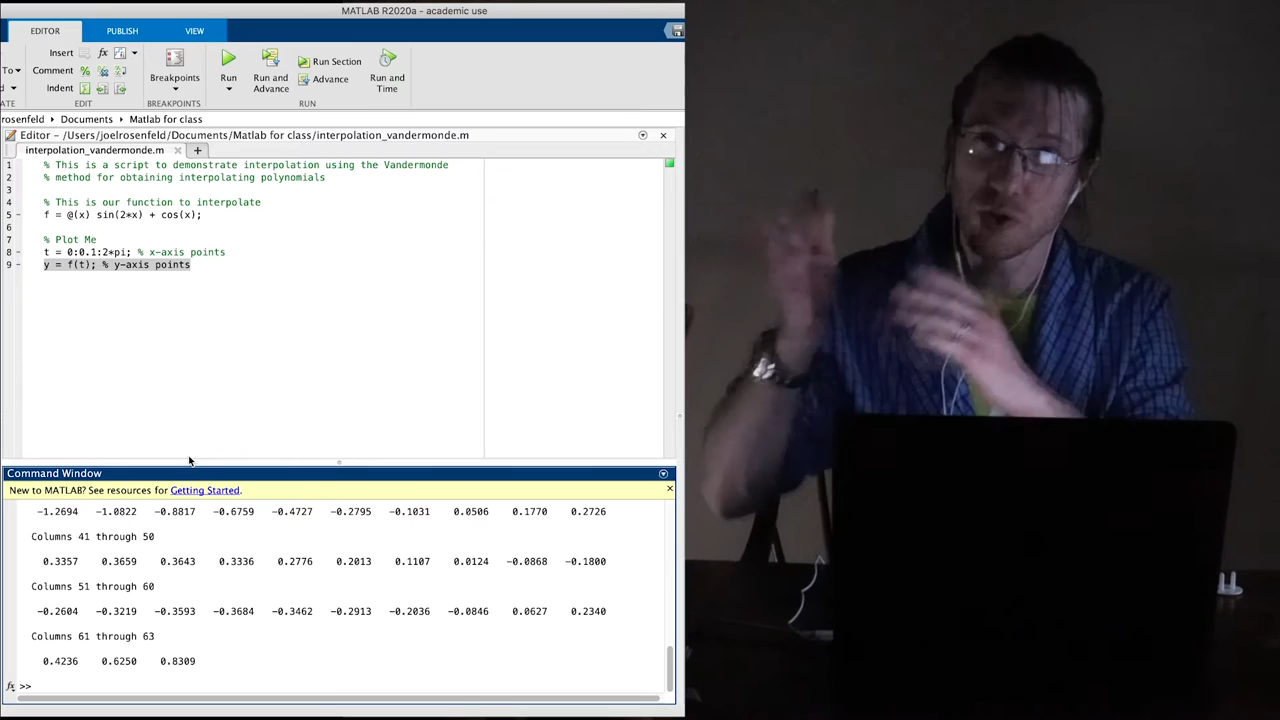 MATLAB R2020a - academic use
EDITOR PUBLISH VIEW
Insert fx
To Comment %
Indent
Breakpoints Run Run and Advance Run Section Advance Run and Time
ATE EDIT BREAKPOINTS RUN
rosenfeld Documents Matlab for class
Editor - /Users/joelrosenfeld/Documents/Matlab for class/interpolation_vandermonde.m
interpolation_vandermonde.m
1 % This is a script to demonstrate interpolation using the Vandermonde
2 % method for obtaining interpolating polynomials
3
4 % This is our function to interpolate
5 - f = @(x) sin(2*x) + cos(x);
6
7 % Plot Me
8 - t = 0:0.1:2*pi; % x-axis points
9 - y = f(t); % y-axis points
Command Window
New to MATLAB? See resources for Getting Started.
-1.2694 -1.0822 -0.8817 -0.6759 -0.4727 -0.2795 -0.1031 0.0506 0.1770 0.2726
Columns 41 through 50
0.3357 0.3659 0.3643 0.3336 0.2776 0.2013 0.1107 0.0124 -0.0868 -0.1800
Columns 51 through 60
-0.2604 -0.3219 -0.3593 -0.3684 -0.3462 -0.2913 -0.2036 -0.0846 0.0627 0.2340
Columns 61 through 63
0.4236 0.6250 0.8309
fx >>